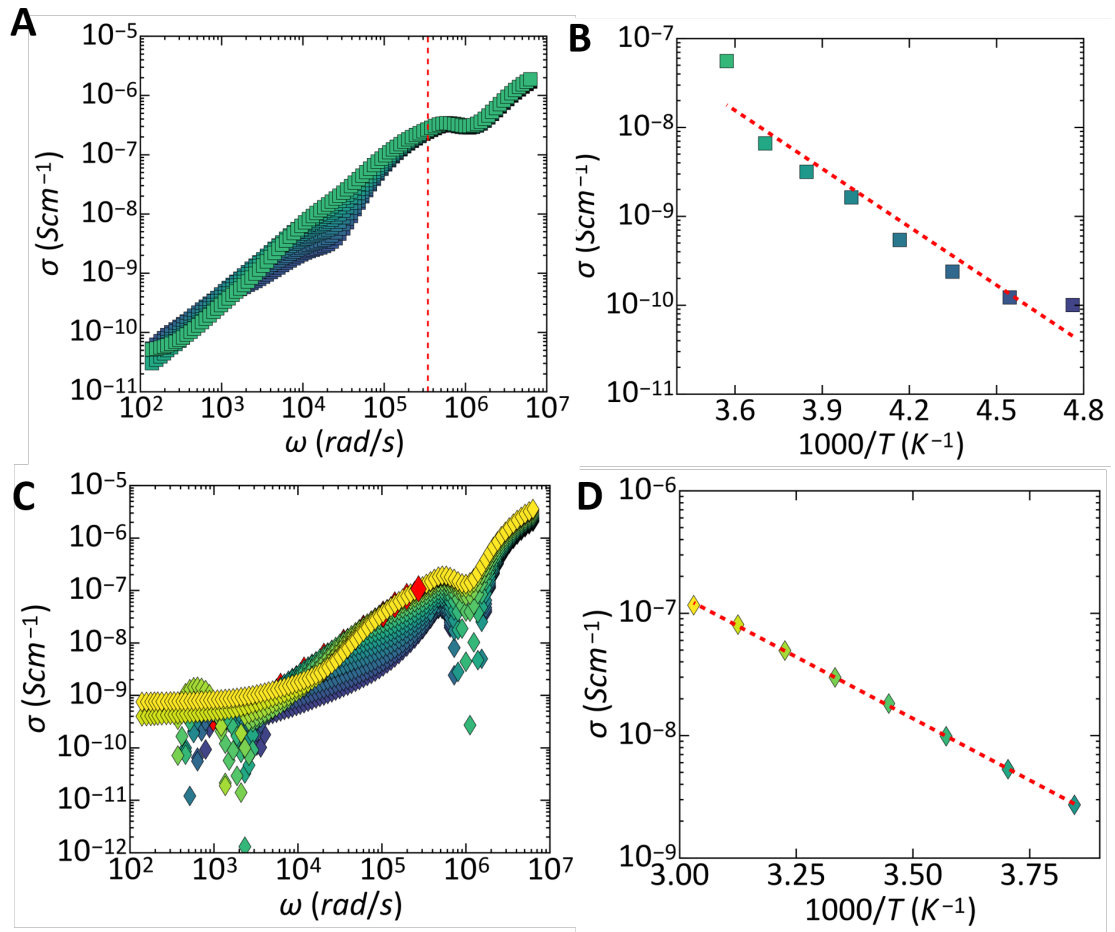 A
10⁻⁵
10⁻⁶
10⁻⁷
10⁻⁸
10⁻⁹
10⁻¹⁰
10⁻¹¹
σ (Scm⁻¹)
10² 10³ 10⁴ 10⁵ 10⁶ 10⁷
ω (rad/s)
B
10⁻⁷
10⁻⁸
10⁻⁹
10⁻¹⁰
10⁻¹¹
σ (Scm⁻¹)
3.6 3.9 4.2 4.5 4.8
1000/T (K⁻¹)
C
10⁻⁵
10⁻⁶
10⁻⁷
10⁻⁸
10⁻⁹
10⁻¹⁰
10⁻¹¹
10⁻¹²
σ (Scm⁻¹)
10² 10³ 10⁴ 10⁵ 10⁶ 10⁷
ω (rad/s)
D
10⁻⁶
10⁻⁷
10⁻⁸
10⁻⁹
σ (Scm⁻¹)
3.00 3.25 3.50 3.75
1000/T (K⁻¹)